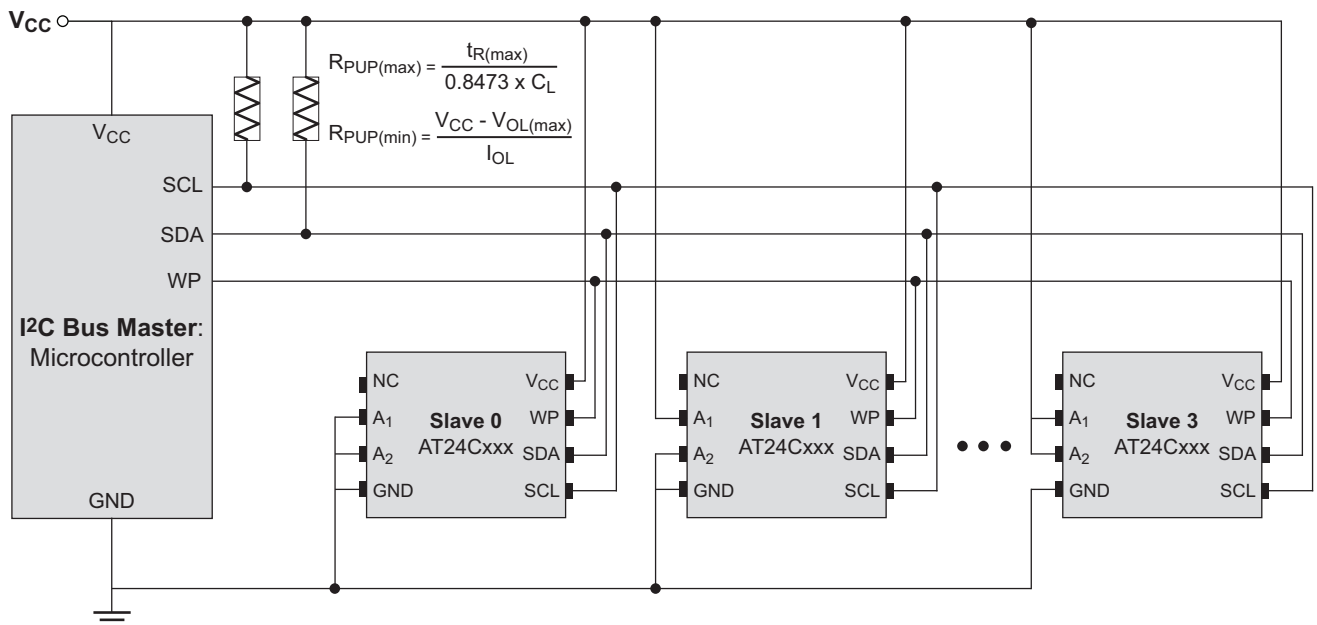 VCC
RPUP(max) = tR(max) / 0.8473 x CL
RPUP(min) = VCC - VOL(max) / IOL
VCC
SCL
SDA
WP
I2C Bus Master:
Microcontroller
GND
NC
A1
A2
GND
Slave 0
AT24Cxxx
VCC
WP
SDA
SCL
NC
A1
A2
GND
Slave 1
AT24Cxxx
VCC
WP
SDA
SCL
NC
A1
A2
GND
Slave 3
AT24Cxxx
VCC
WP
SDA
SCL